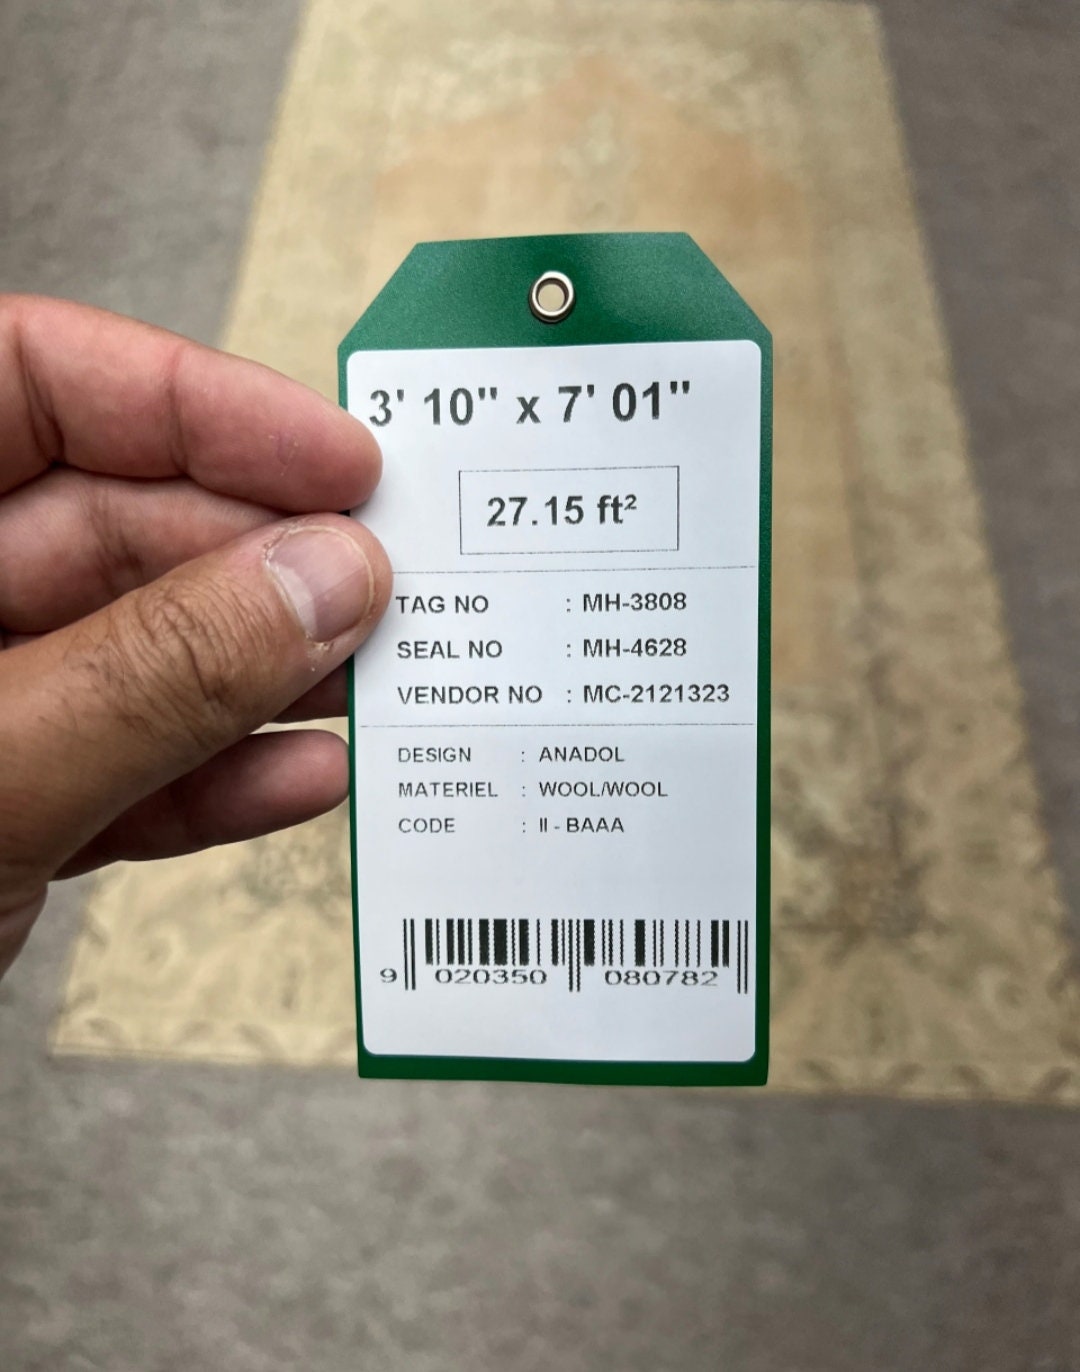 3' 10" x 7' 01"
27.15 ft²
TAG NO : MH-3808
SEAL NO : MH-4628
VENDOR NO : MC-2121323
DESIGN : ANADOL
MATERIEL : WOOL/WOOL
CODE : II - BAAA
9 020350 080782